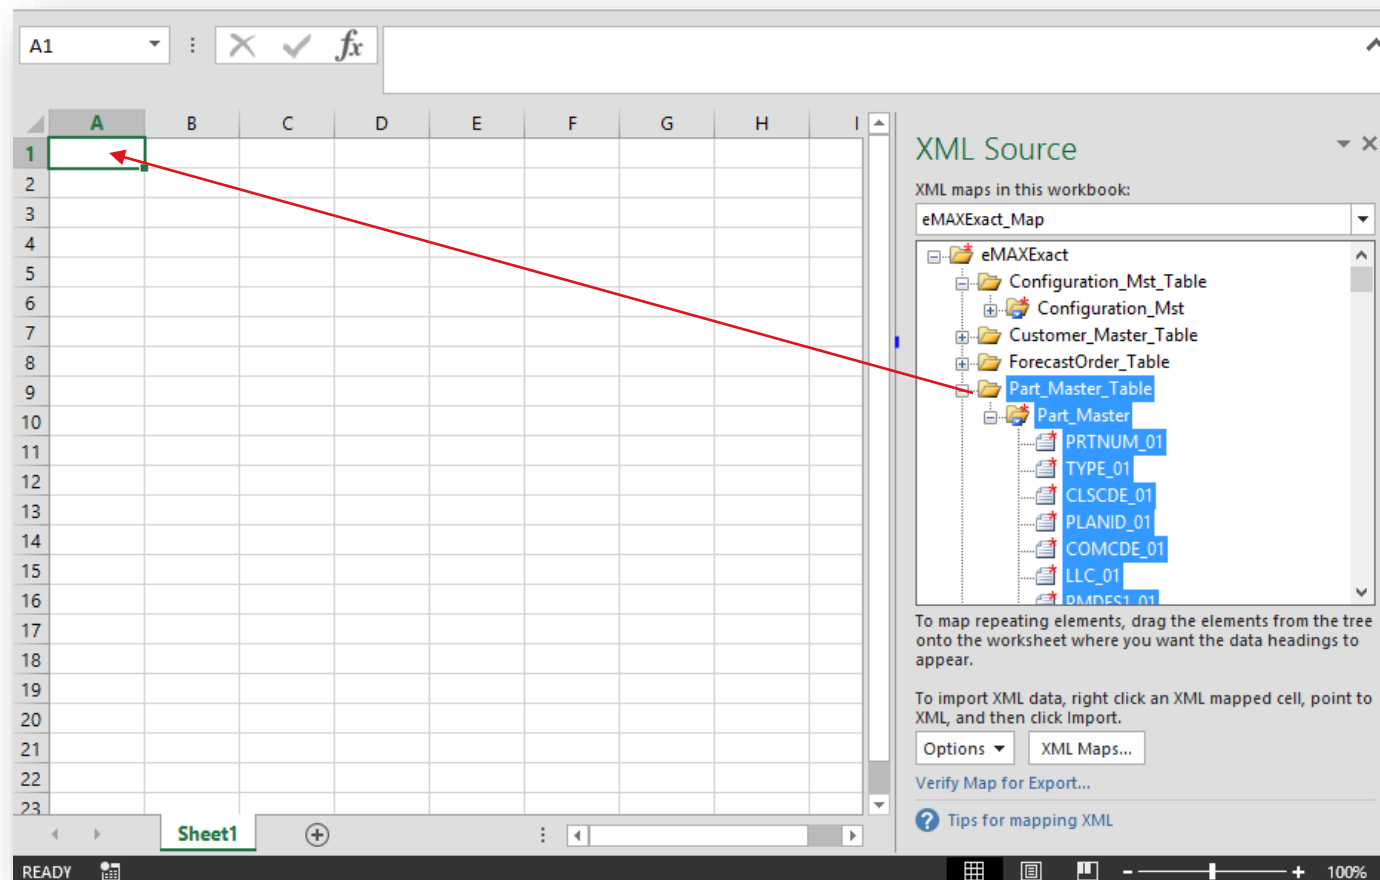 A1
fx
A B C D E F G H I
1
2
3
4
5
6
7
8
9
10
11
12
13
14
15
16
17
18
19
20
21
22
23
Sheet1
READY
XML Source
XML maps in this workbook:
eMAXExact_Map
eMAXExact
Configuration_Mst_Table
Configuration_Mst
Customer_Master_Table
ForecastOrder_Table
Part_Master_Table
Part_Master
PRTNUM_01
TYPE_01
CLSCDE_01
PLANID_01
COMCDE_01
LLC_01
PMDES1_01
To map repeating elements, drag the elements from the tree
onto the worksheet where you want the data headings to
appear.
To import XML data, right click an XML mapped cell, point to
XML, and then click Import.
Options
XML Maps...
Verify Map for Export...
? Tips for mapping XML
100%